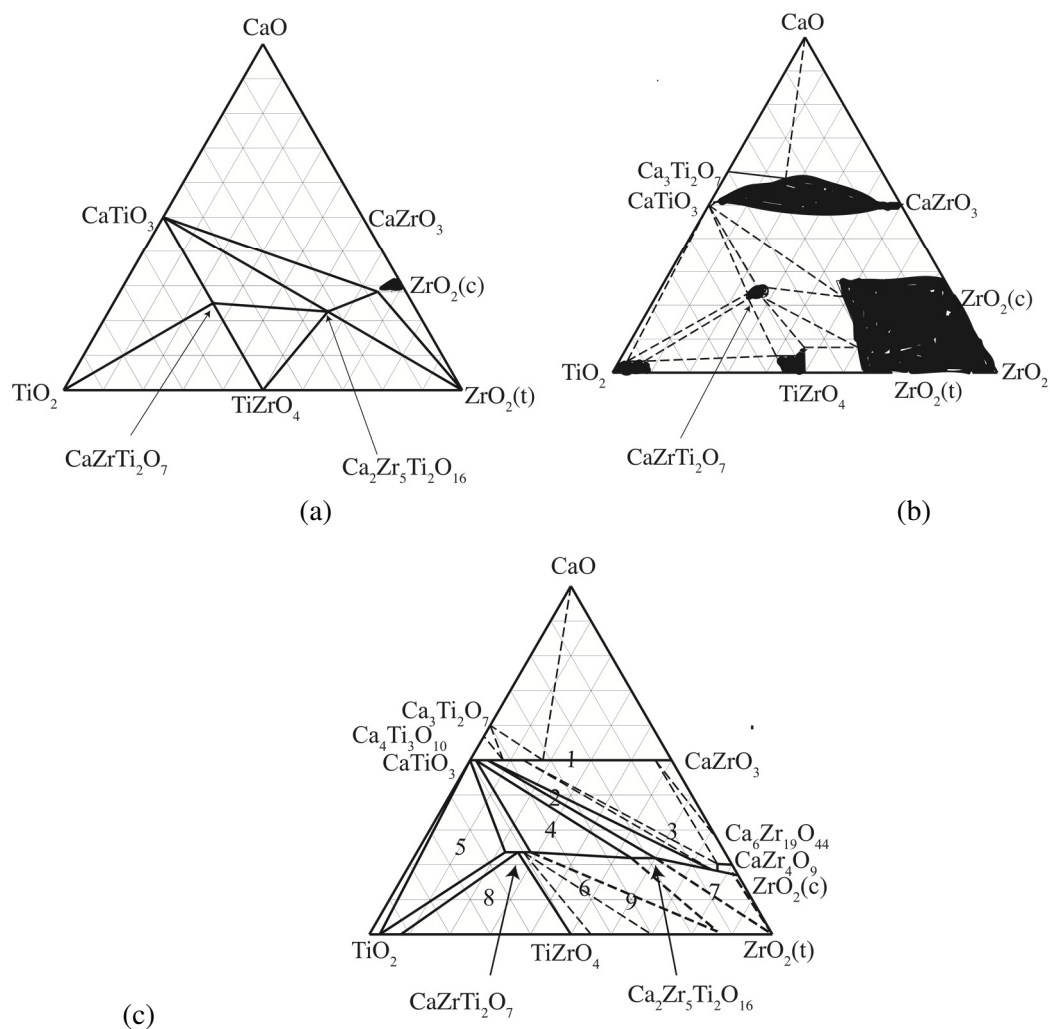 CaO
CaTiO₃
CaZrO₃
ZrO₂(c)
TiO₂
TiZrO₄
ZrO₂(t)
CaZrTi₂O₇
Ca₂Zr₅Ti₂O₁₆
(a)
CaO
Ca₃Ti₂O₇
CaTiO₃
CaZrO₃
ZrO₂(c)
TiO₂
TiZrO₄
ZrO₂(t)
ZrO₂
CaZrTi₂O₇
(b)
CaO
Ca₃Ti₂O₇
Ca₄Ti₃O₁₀
CaTiO₃
1
CaZrO₃
2
3
4
5
Ca₆Zr₁₉O₄₄
CaZr₄O₉
ZrO₂(c)
6
7
8
9
TiO₂
TiZrO₄
ZrO₂(t)
CaZrTi₂O₇
Ca₂Zr₅Ti₂O₁₆
(c)